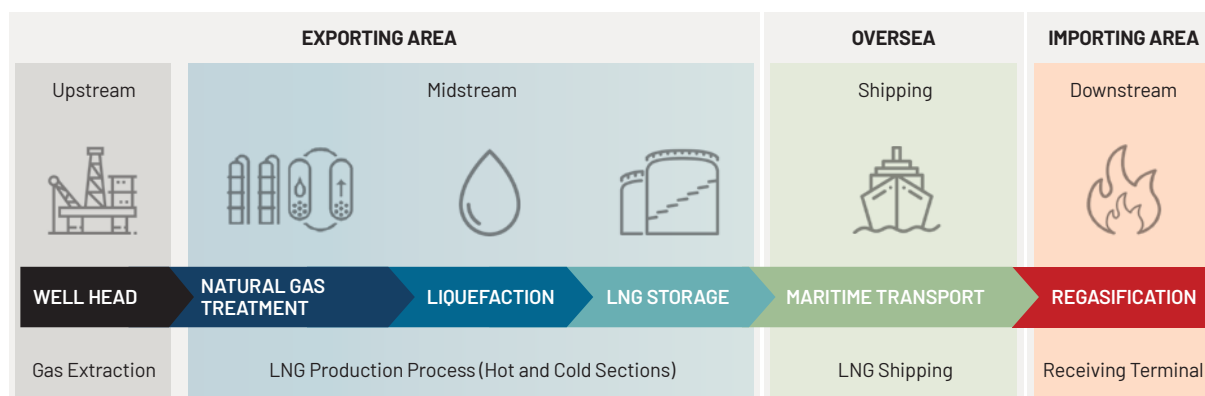 EXPORTING AREA
OVERSEA
IMPORTING AREA
Upstream
Midstream
Shipping
Downstream
WELL HEAD
NATURAL GAS
TREATMENT
LIQUEFACTION
LNG STORAGE
MARITIME TRANSPORT
REGASIFICATION
Gas Extraction
LNG Production Process (Hot and Cold Sections)
LNG Shipping
Receiving Terminal